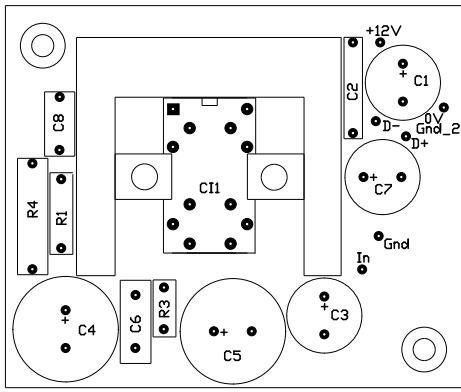 +12V
C2
+
C1
0V
D-
Gnd_2
D+
C8
+
C7
CI1
R4
R1
Gnd
In
+
C4
C6
R3
+
C5
+
C3